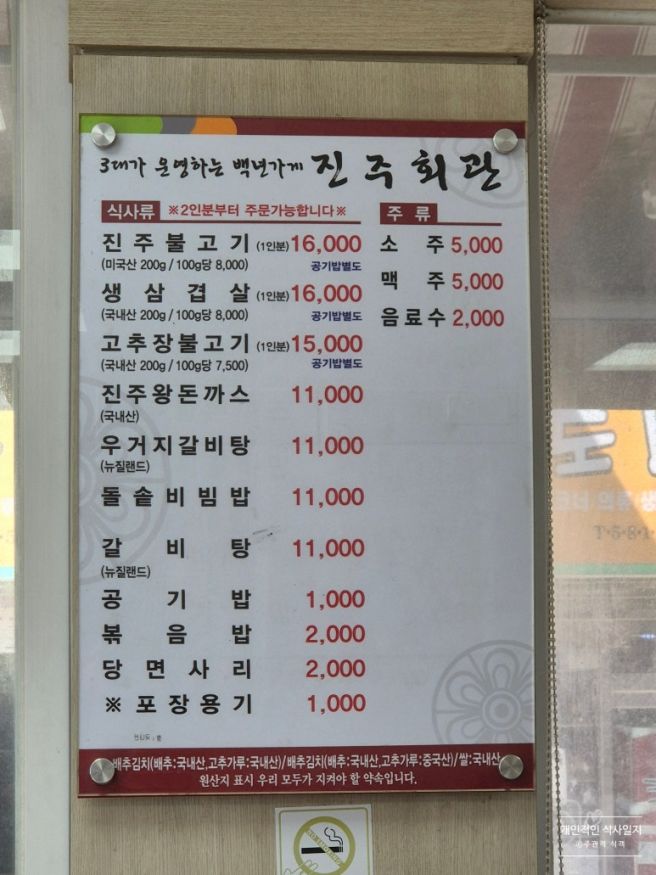 3대가 운영하는 백년가게 진주회관
식사류 ※2인분부터 주문가능합니다※
진주불고기 (1인분) 16,000
(미국산 200g / 100g당 8,000) 공기밥별도
생삼겹살 (1인분) 16,000
(국내산 200g / 100g당 8,000) 공기밥별도
고추장불고기 (1인분) 15,000
(국내산 200g / 100g당 7,500) 공기밥별도
진주왕돈까스 11,000
(국내산)
우거지갈비탕 11,000
(뉴질랜드)
돌솥비빔밥 11,000
갈비탕 11,000
(뉴질랜드)
공기밥 1,000
볶음밥 2,000
당면사리 2,000
※포장용기 1,000
주류
소주 5,000
맥주 5,000
음료수 2,000
배추김치(배추:국내산,고추가루:국내산)/배추김치(배추:국내산,고추가루:중국산)/쌀:국내산
원산지 표시 우리 모두가 지켜야 할 약속입니다.
T·5·8·1
개인적인 식사일지